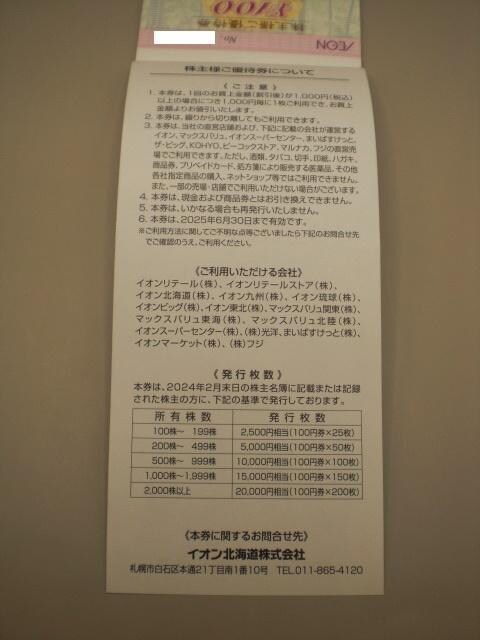 株主様ご優待券
¥100
No.
ÆON
株主様ご優待券について
《ご注意》
1. 本券は、1回のお買上金額(割引後)が1,000円(税込)
以上の場合につき1,000円毎に1枚ご利用でき、お買上
金額よりお値引いたします。
2. 本券は、綴りから切り離してもご利用できます。
3. 本券は、当社の直営店舗および、下記に記載の会社が運営する
イオン、マックスバリュ、イオンスーパーセンター、まいばすけっと、
ザ・ビッグ、KOHYO、ピーコックストア、マルナカ、フジの直営売
場でご利用できます。ただし、酒類、タバコ、切手、印紙、ハガキ、
商品券、プリペイドカード、処方箋により販売する医薬品、その他
各社指定商品の購入、ネットショップ等ではご利用できません。
また、一部の売場・店舗でご利用いただけない場合がございます。
4. 本券は、現金および商品券とはお引き換えできません。
5. 本券は、いかなる場合も再発行いたしません。
6. 本券は、2025年6月30日まで有効です。
※ご利用方法に関してご不明な点等ございましたら下記のお問合せ先
でご確認のうえ、ご利用ください。
《ご利用いただける会社》
イオンリテール(株)、イオンリテールストア(株)、
イオン北海道(株)、イオン九州(株)、イオン琉球(株)、
イオンビッグ(株)、イオン東北(株)、マックスバリュ関東(株)、
マックスバリュ東海(株)、マックスバリュ北陸(株)、
イオンスーパーセンター(株)、(株)光洋、まいばすけっと(株)、
イオンマーケット(株)、(株)フジ
《発行枚数》
本券は、2024年2月末日の株主名簿に記載または記録
された株主の方に、下記の基準で発行しております。
所有株数 発行枚数
100株～ 199株 2,500円相当(100円券×25枚)
200株～ 499株 5,000円相当(100円券×50枚)
500株～ 999株 10,000円相当(100円券×100枚)
1,000株～1,999株 15,000円相当(100円券×150枚)
2,000株以上 20,000円相当(100円券×200枚)
《本券に関するお問合せ先》
イオン北海道株式会社
札幌市白石区本通21丁目南1番10号 TEL.011-865-4120